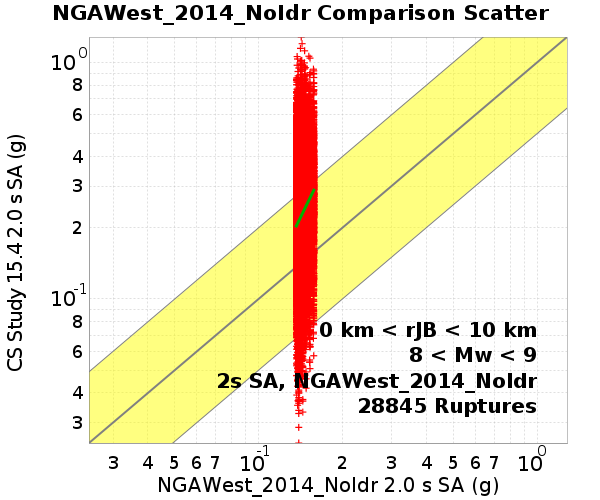 NGAWest_2014_NoIdr Comparison Scatter
CS Study 15.4 2.0 s SA (g)
10^0
8
6
4
3
2
10^-1
8
6
4
3
0 km < rJB < 10 km
8 < Mw < 9
2s SA, NGAWest_2014_NoIdr
28845 Ruptures
3 4 5 6 7 10^-1 2 3 4 5 6 7 10^0
NGAWest_2014_NoIdr 2.0 s SA (g)